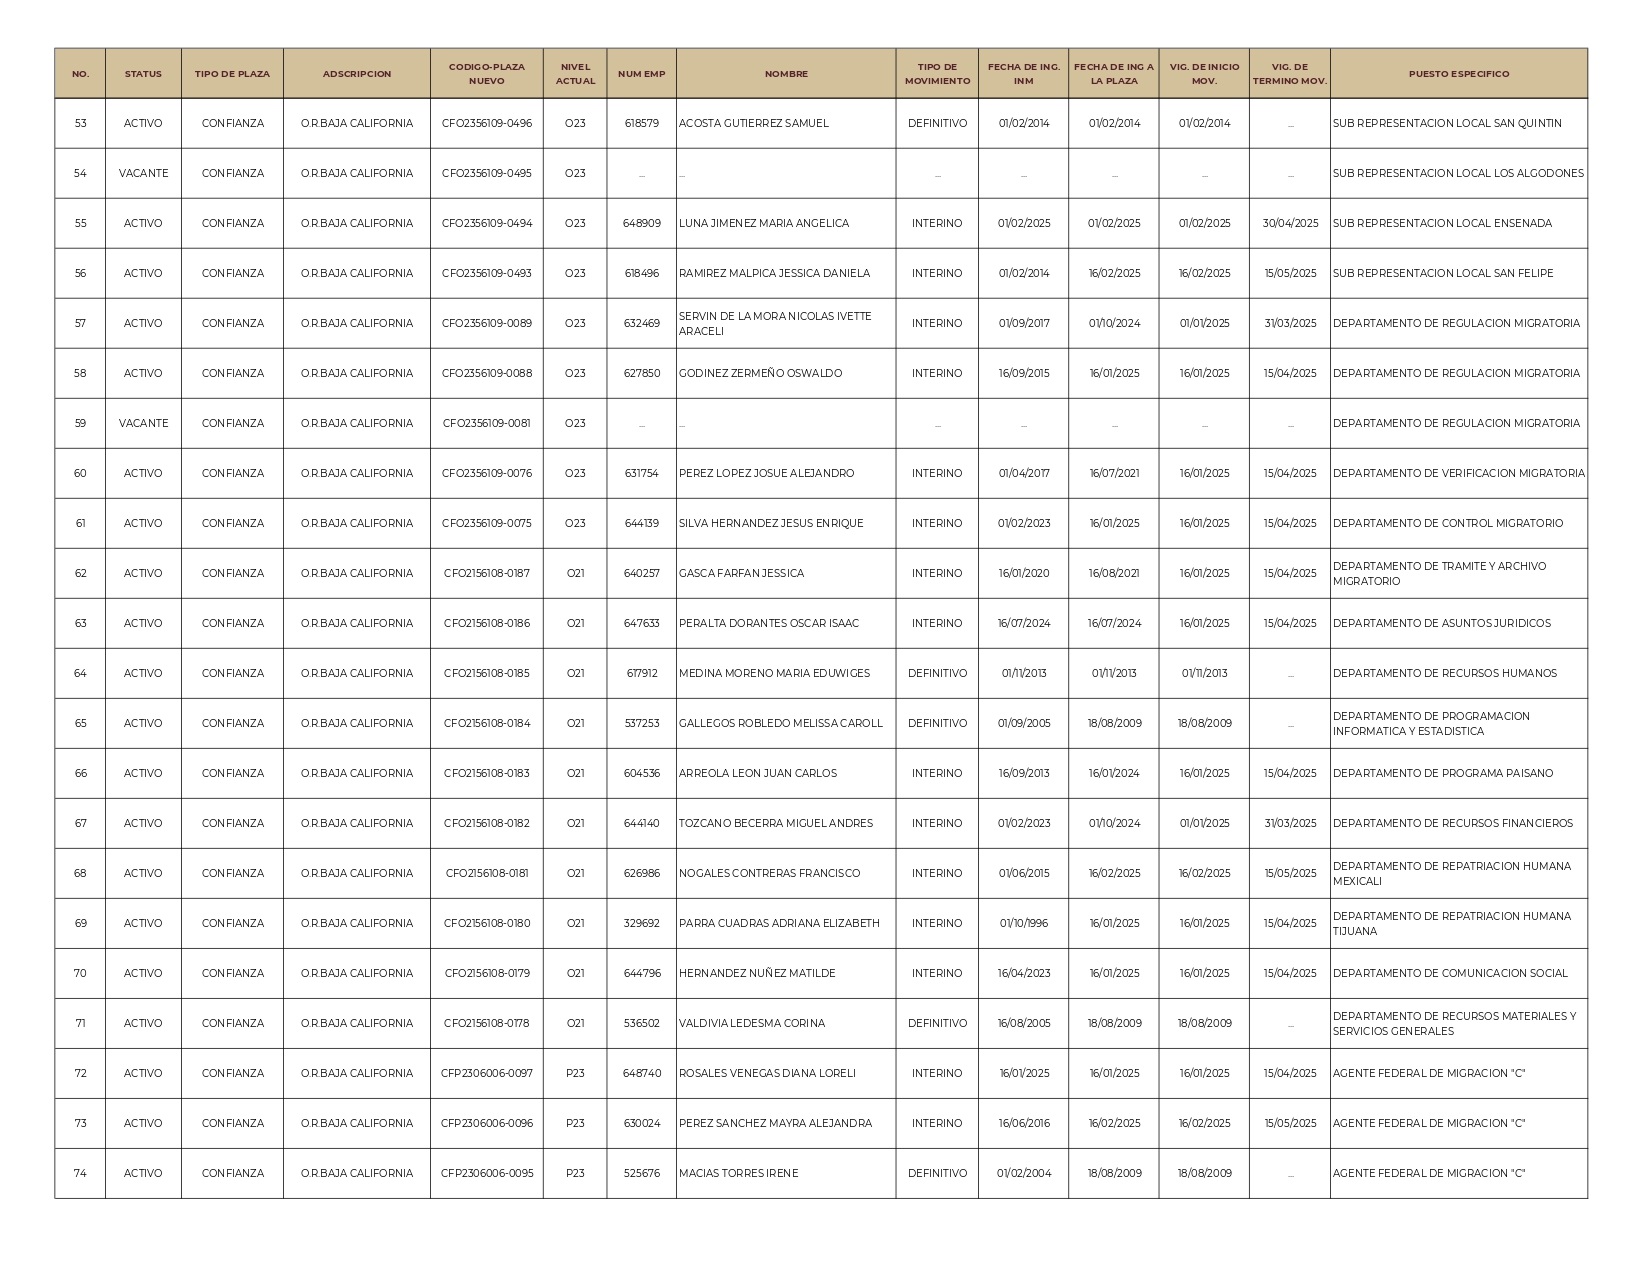 NO. STATUS TIPO DE PLAZA ADSCRIPCION CODIGO-PLAZA NUEVO NIVEL ACTUAL NUM EMP NOMBRE TIPO DE MOVIMIENTO FECHA DE ING. INM FECHA DE ING A LA PLAZA VIG. DE INICIO MOV. VIG. DE TERMINO MOV. PUESTO ESPECIFICO
53 ACTIVO CONFIANZA O.R.BAJA CALIFORNIA CFO2356109-0496 O23 618579 ACOSTA GUTIERREZ SAMUEL DEFINITIVO 01/02/2014 01/02/2014 01/02/2014 ... SUB REPRESENTACION LOCAL SAN QUINTIN
54 VACANTE CONFIANZA O.R.BAJA CALIFORNIA CFO2356109-0495 O23 ... ... ... ... ... ... ... SUB REPRESENTACION LOCAL LOS ALGODONES
55 ACTIVO CONFIANZA O.R.BAJA CALIFORNIA CFO2356109-0494 O23 648909 LUNA JIMENEZ MARIA ANGELICA INTERINO 01/02/2025 01/02/2025 01/02/2025 30/04/2025 SUB REPRESENTACION LOCAL ENSENADA
56 ACTIVO CONFIANZA O.R.BAJA CALIFORNIA CFO2356109-0493 O23 618496 RAMIREZ MALPICA JESSICA DANIELA INTERINO 01/02/2014 16/02/2025 16/02/2025 15/05/2025 SUB REPRESENTACION LOCAL SAN FELIPE
57 ACTIVO CONFIANZA O.R.BAJA CALIFORNIA CFO2356109-0089 O23 632469 SERVIN DE LA MORA NICOLAS IVETTE ARACELI INTERINO 01/09/2017 01/10/2024 01/01/2025 31/03/2025 DEPARTAMENTO DE REGULACION MIGRATORIA
58 ACTIVO CONFIANZA O.R.BAJA CALIFORNIA CFO2356109-0088 O23 627850 GODINEZ ZERMEÑO OSWALDO INTERINO 16/09/2015 16/01/2025 16/01/2025 15/04/2025 DEPARTAMENTO DE REGULACION MIGRATORIA
59 VACANTE CONFIANZA O.R.BAJA CALIFORNIA CFO2356109-0081 O23 ... ... ... ... ... ... ... DEPARTAMENTO DE REGULACION MIGRATORIA
60 ACTIVO CONFIANZA O.R.BAJA CALIFORNIA CFO2356109-0076 O23 631754 PEREZ LOPEZ JOSUE ALEJANDRO INTERINO 01/04/2017 16/07/2021 16/01/2025 15/04/2025 DEPARTAMENTO DE VERIFICACION MIGRATORIA
61 ACTIVO CONFIANZA O.R.BAJA CALIFORNIA CFO2356109-0075 O23 644139 SILVA HERNANDEZ JESUS ENRIQUE INTERINO 01/02/2023 16/01/2025 16/01/2025 15/04/2025 DEPARTAMENTO DE CONTROL MIGRATORIO
62 ACTIVO CONFIANZA O.R.BAJA CALIFORNIA CFO2156108-0187 O21 640257 GASCA FARFAN JESSICA INTERINO 16/01/2020 16/08/2021 16/01/2025 15/04/2025 DEPARTAMENTO DE TRAMITE Y ARCHIVO MIGRATORIO
63 ACTIVO CONFIANZA O.R.BAJA CALIFORNIA CFO2156108-0186 O21 647633 PERALTA DORANTES OSCAR ISAAC INTERINO 16/07/2024 16/07/2024 16/01/2025 15/04/2025 DEPARTAMENTO DE ASUNTOS JURIDICOS
64 ACTIVO CONFIANZA O.R.BAJA CALIFORNIA CFO2156108-0185 O21 617912 MEDINA MORENO MARIA EDUWIGES DEFINITIVO 01/11/2013 01/11/2013 01/11/2013 ... DEPARTAMENTO DE RECURSOS HUMANOS
65 ACTIVO CONFIANZA O.R.BAJA CALIFORNIA CFO2156108-0184 O21 537253 GALLEGOS ROBLEDO MELISSA CAROLL DEFINITIVO 01/09/2005 18/08/2009 18/08/2009 ... DEPARTAMENTO DE PROGRAMACION INFORMATICA Y ESTADISTICA
66 ACTIVO CONFIANZA O.R.BAJA CALIFORNIA CFO2156108-0183 O21 604536 ARREOLA LEON JUAN CARLOS INTERINO 16/09/2013 16/01/2024 16/01/2025 15/04/2025 DEPARTAMENTO DE PROGRAMA PAISANO
67 ACTIVO CONFIANZA O.R.BAJA CALIFORNIA CFO2156108-0182 O21 644140 TOZCANO BECERRA MIGUEL ANDRES INTERINO 01/02/2023 01/10/2024 01/01/2025 31/03/2025 DEPARTAMENTO DE RECURSOS FINANCIEROS
68 ACTIVO CONFIANZA O.R.BAJA CALIFORNIA CFO2156108-0181 O21 626986 NOGALES CONTRERAS FRANCISCO INTERINO 01/06/2015 16/02/2025 16/02/2025 15/05/2025 DEPARTAMENTO DE REPATRIACION HUMANA MEXICALI
69 ACTIVO CONFIANZA O.R.BAJA CALIFORNIA CFO2156108-0180 O21 329692 PARRA CUADRAS ADRIANA ELIZABETH INTERINO 01/10/1996 16/01/2025 16/01/2025 15/04/2025 DEPARTAMENTO DE REPATRIACION HUMANA TIJUANA
70 ACTIVO CONFIANZA O.R.BAJA CALIFORNIA CFO2156108-0179 O21 644796 HERNANDEZ NUÑEZ MATILDE INTERINO 16/04/2023 16/01/2025 16/01/2025 15/04/2025 DEPARTAMENTO DE COMUNICACION SOCIAL
71 ACTIVO CONFIANZA O.R.BAJA CALIFORNIA CFO2156108-0178 O21 536502 VALDIVIA LEDESMA CORINA DEFINITIVO 16/08/2005 18/08/2009 18/08/2009 ... DEPARTAMENTO DE RECURSOS MATERIALES Y SERVICIOS GENERALES
72 ACTIVO CONFIANZA O.R.BAJA CALIFORNIA CFP2306006-0097 P23 648740 ROSALES VENEGAS DIANA LORELI INTERINO 16/01/2025 16/01/2025 16/01/2025 15/04/2025 AGENTE FEDERAL DE MIGRACION "C"
73 ACTIVO CONFIANZA O.R.BAJA CALIFORNIA CFP2306006-0096 P23 630024 PEREZ SANCHEZ MAYRA ALEJANDRA INTERINO 16/06/2016 16/02/2025 16/02/2025 15/05/2025 AGENTE FEDERAL DE MIGRACION "C"
74 ACTIVO CONFIANZA O.R.BAJA CALIFORNIA CFP2306006-0095 P23 525676 MACIAS TORRES IRENE DEFINITIVO 01/02/2004 18/08/2009 18/08/2009 ... AGENTE FEDERAL DE MIGRACION "C"